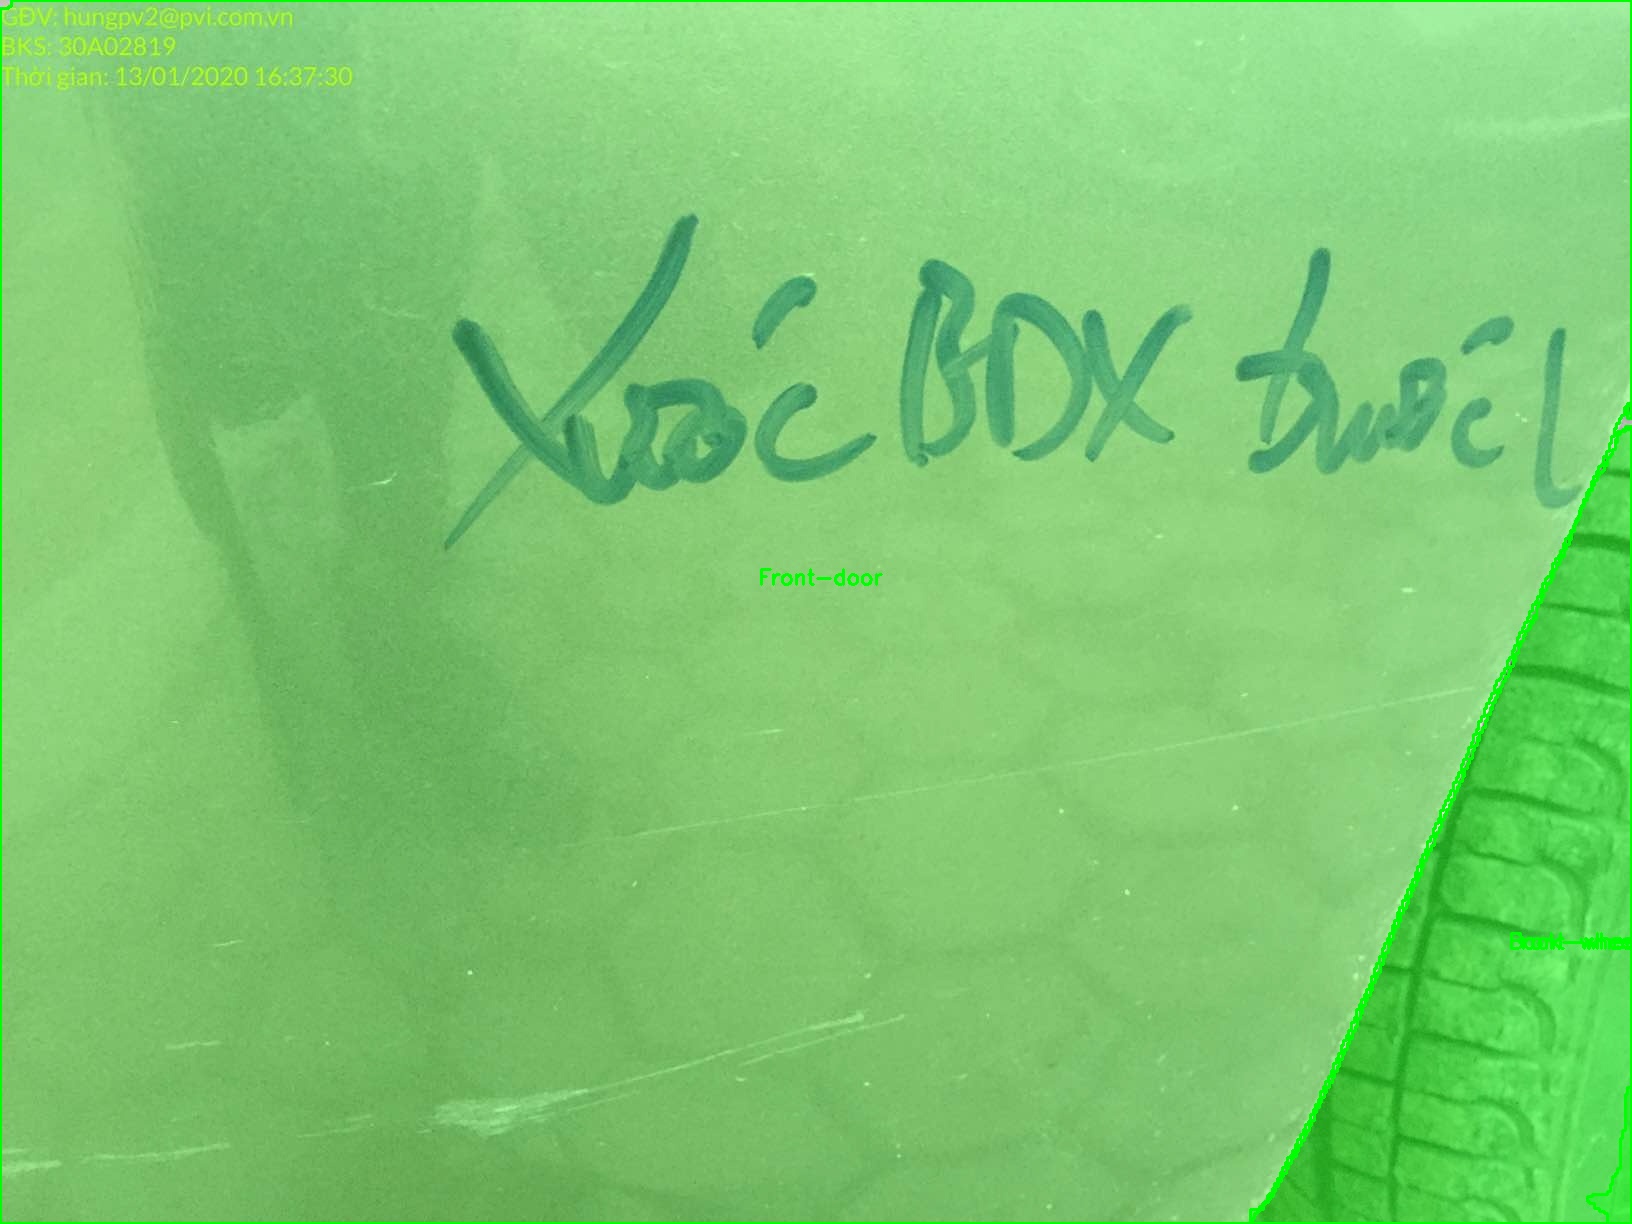 GĐV: hungpv2@pvi.com.vn
BKS: 30A02819
Thời gian: 13/01/2020 16:37:30
Xước BDX trước L
Front-door